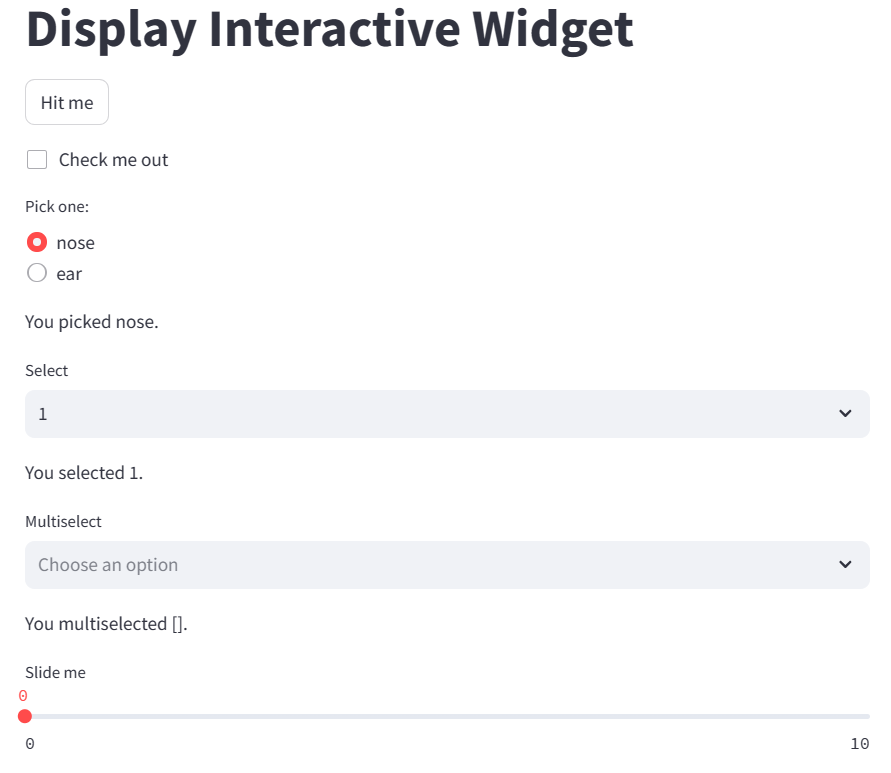 Display Interactive Widget
Hit me
Check me out
Pick one:
nose
ear
You picked nose.
Select
1
You selected 1.
Multiselect
Choose an option
You multiselected [].
Slide me
0
0 10